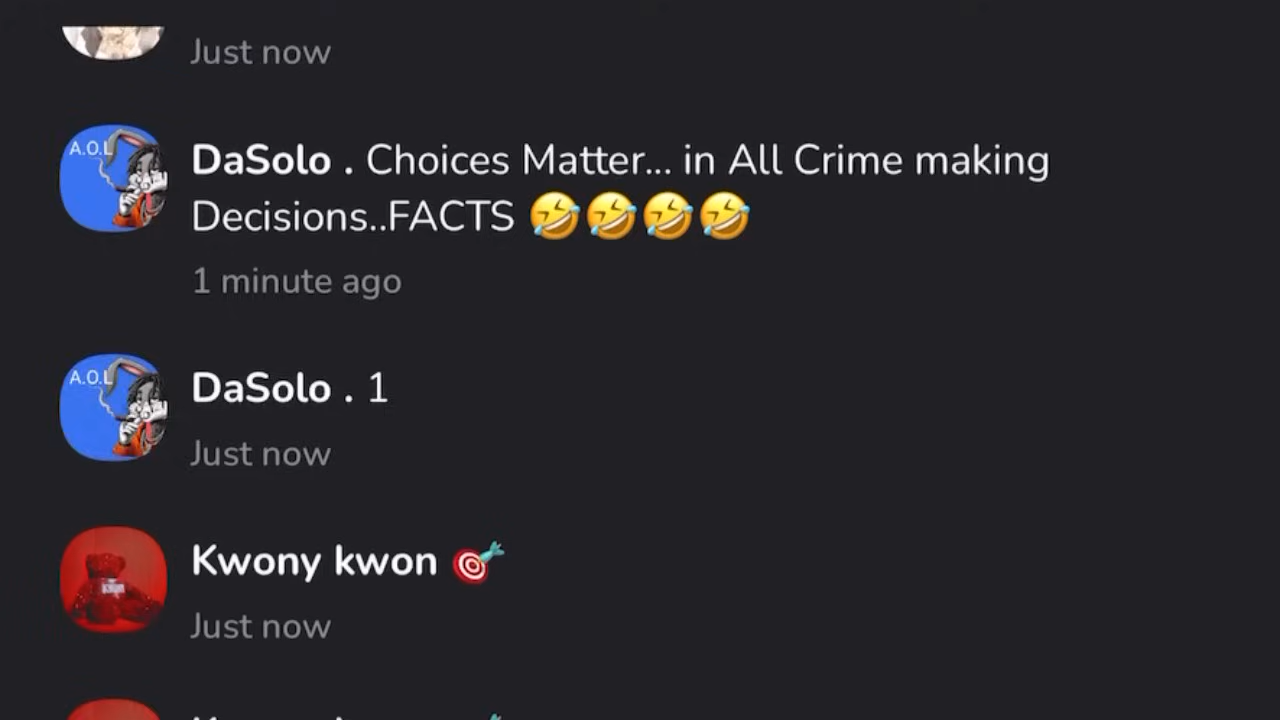 Just now
A.O.L
DaSolo . Choices Matter... in All Crime making
Decisions..FACTS 🤣🤣🤣🤣
1 minute ago
A.O.L
DaSolo . 1
Just now
Kwony kwon 🎯
Just now